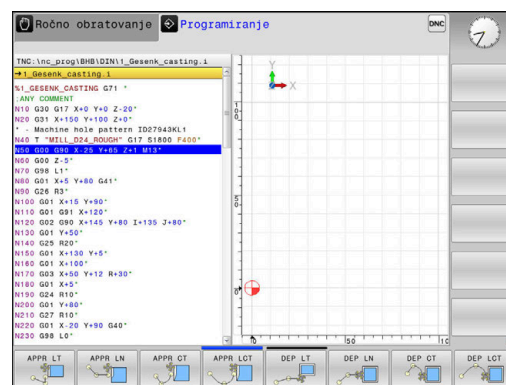 Ročno obratovanje
Programiranje
DNC
TNC:\nc_prog\BHB\DIN\1_Gesenk_casting.i
→1_Gesenk_casting.i
%1_GESENK_CASTING G71 *
;ANY COMMENT
N10 G30 G17 X+0 Y+0 Z-20*
N20 G31 X+150 Y+100 Z+0*
* - Machine hole pattern ID27943KL1
N40 T "MILL_D24_ROUGH" G17 S1800 F400*
N50 G00 G90 X-25 Y+85 Z+1 M13*
N60 G00 Z-5*
N70 G98 L1*
N80 G01 X+5 Y+80 G41*
N90 G26 R3*
N100 G01 X+15 Y+90*
N110 G01 G91 X+120*
N120 G02 G90 X+145 Y+80 I+135 J+80*
N130 G01 Y+50*
N140 G25 R20*
N150 G01 X+130 Y+5*
N160 G01 X+100*
N170 G03 X+50 Y+12 R+30*
N180 G01 X+5*
N190 G24 R10*
N200 G01 Y+80*
N210 G27 R10*
N220 G01 X-20 Y+90 G40*
N230 G98 L0*
Y
X
100
50
0
0
50
APPR LT
APPR LN
APPR CT
APPR LCT
DEP LT
DEP LN
DEP CT
DEP LCT